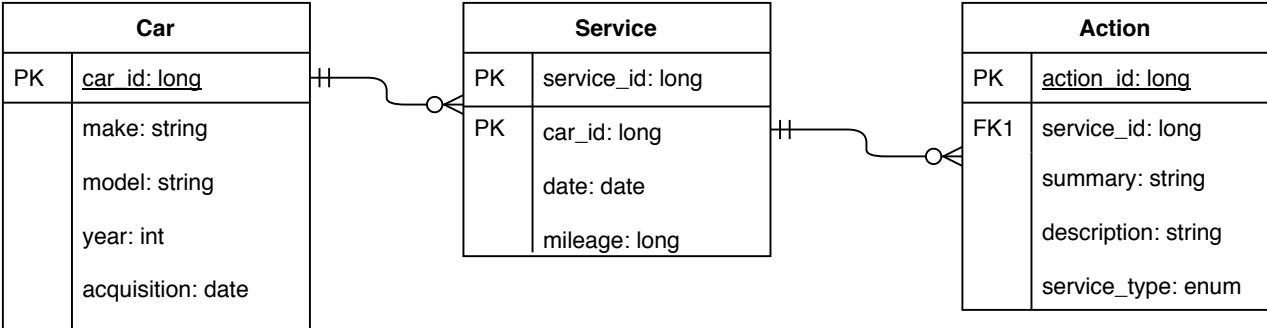 Car
PK car_id: long
make: string
model: string
year: int
acquisition: date
Service
PK service_id: long
PK car_id: long
date: date
mileage: long
Action
PK action_id: long
FK1 service_id: long
summary: string
description: string
service_type: enum